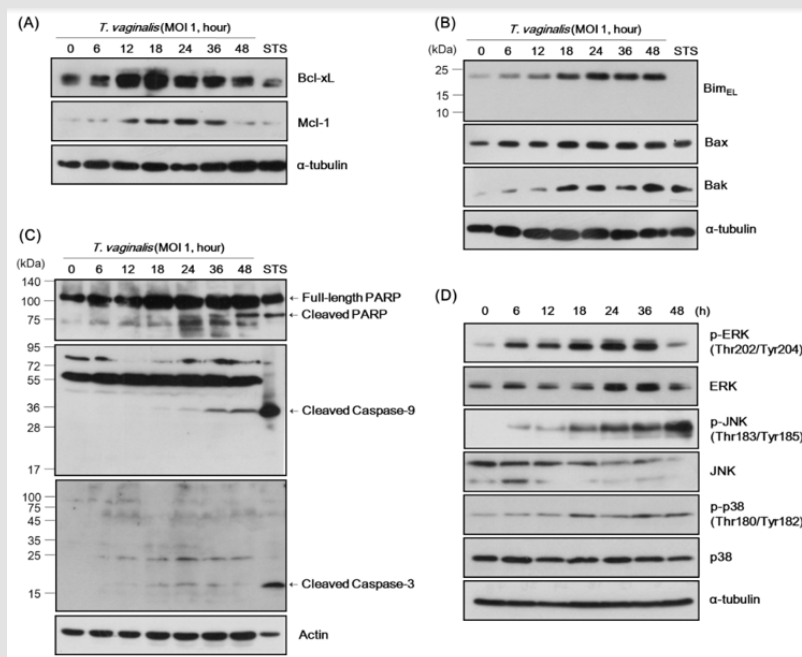 (A)
T. vaginalis (MOI 1, hour)
0 6 12 18 24 36 48 STS
Bcl-xL
Mcl-1
α-tubulin
(B)
T. vaginalis (MOI 1, hour)
(kDa) 0 6 12 18 24 36 48 STS
25
15
10
BimEL
Bax
Bak
α-tubulin
(C)
T. vaginalis (MOI 1, hour)
(kDa) 0 6 12 18 24 36 48 STS
140
100
75
← Full-length PARP
← Cleaved PARP
95
72
55
36
28
17
← Cleaved Caspase-9
100
75
45
35
25
15
← Cleaved Caspase-3
Actin
(D)
0 6 12 18 24 36 48 (h)
p-ERK
(Thr202/Tyr204)
ERK
p-JNK
(Thr183/Tyr185)
JNK
p-p38
(Thr180/Tyr182)
p38
α-tubulin